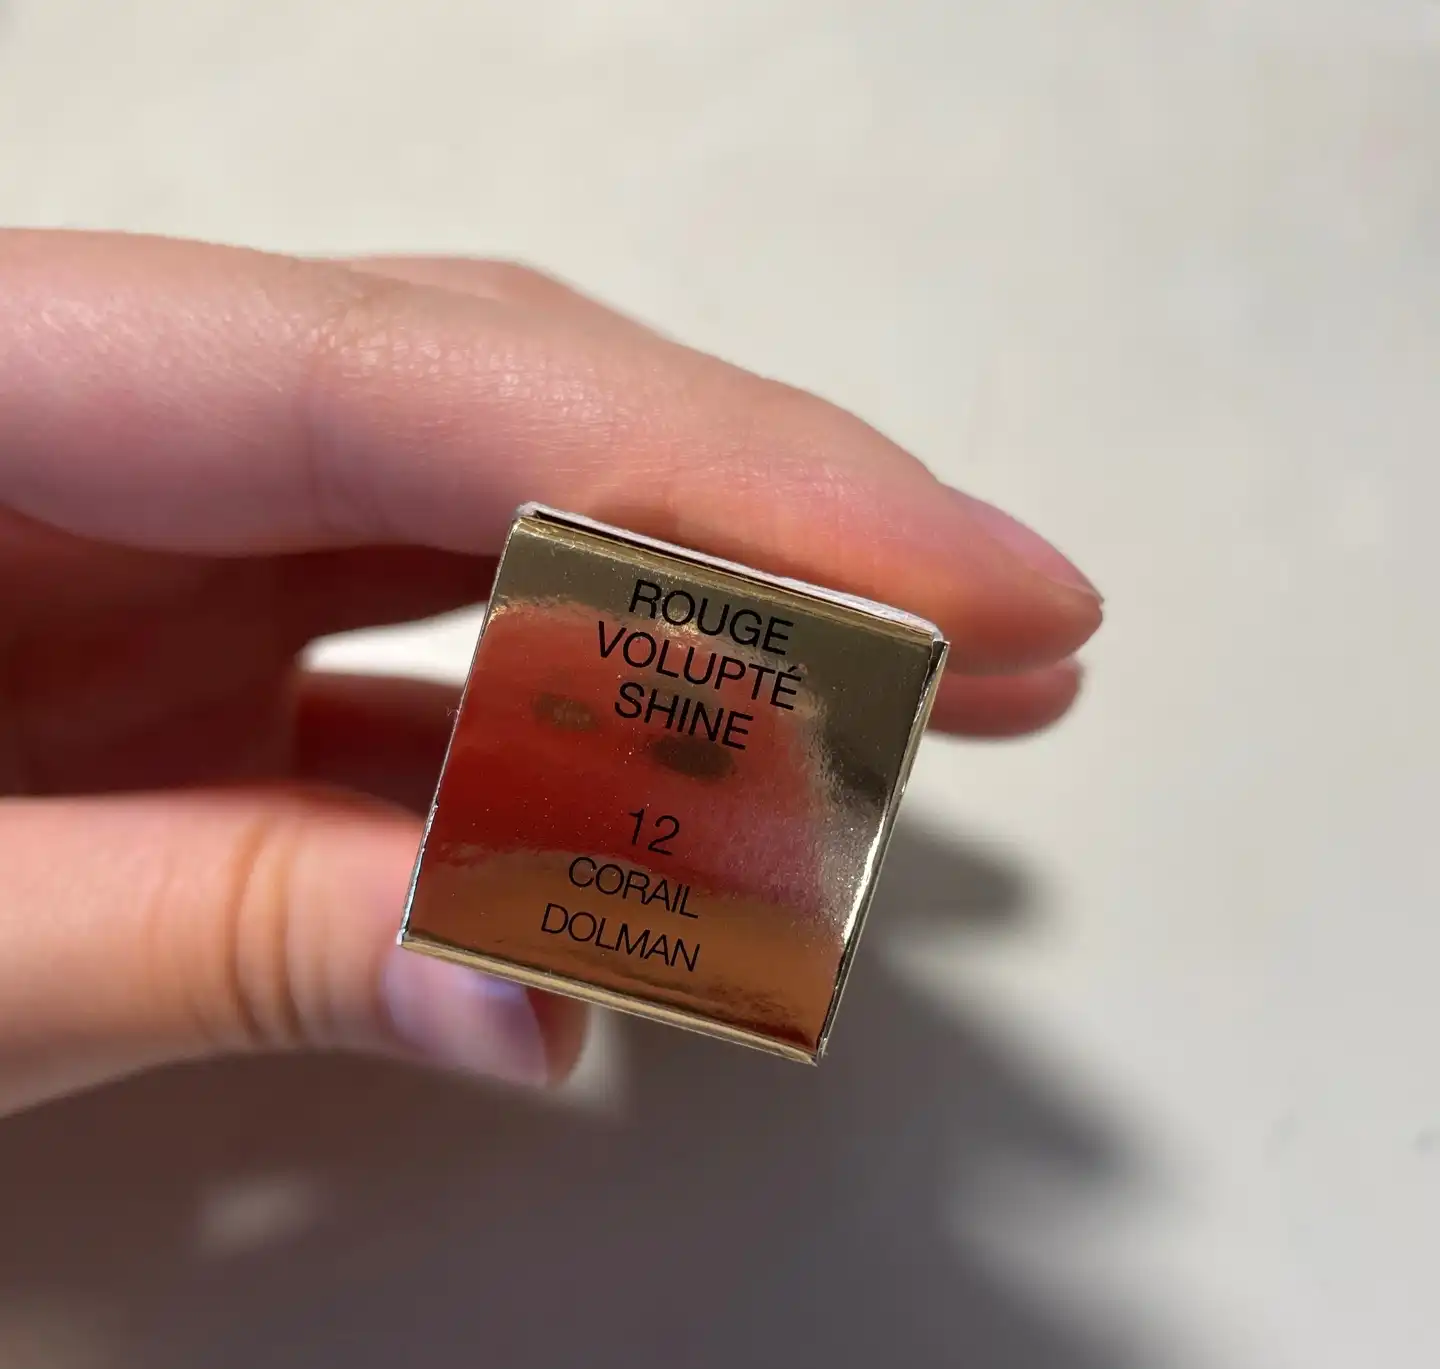 ROUGE
VOLUPTÉ
SHINE
12
CORAIL
DOLMAN